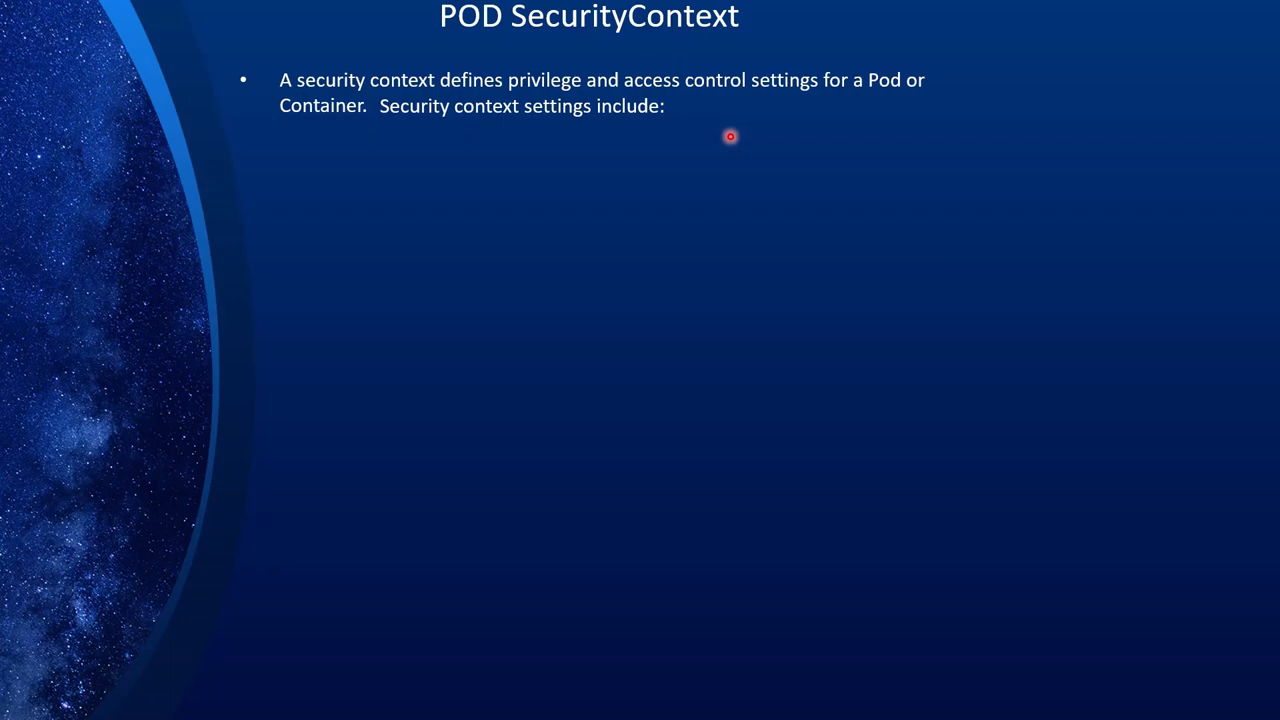 POD SecurityContext
• A security context defines privilege and access control settings for a Pod or
Container. Security context settings include: